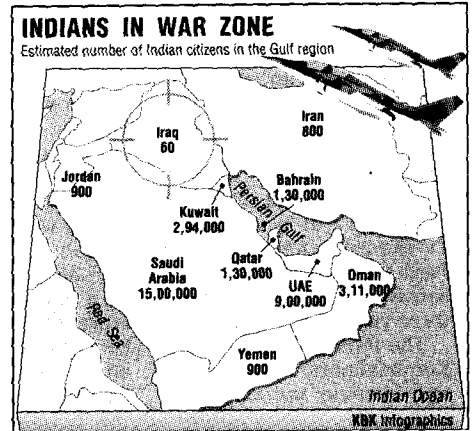 INDIANS IN WAR ZONE
Estimated number of Indian citizens in the Gulf region
Iraq
60
Iran
800
Jordan
900
Bahrain
1,30,000
Kuwait
2,94,000
Persian Gulf
Qatar
1,30,000
Saudi
Arabia
15,00,000
UAE
9,00,000
Oman
3,11,000
Red Sea
Yemen
900
Indian Ocean
KBK Infographics